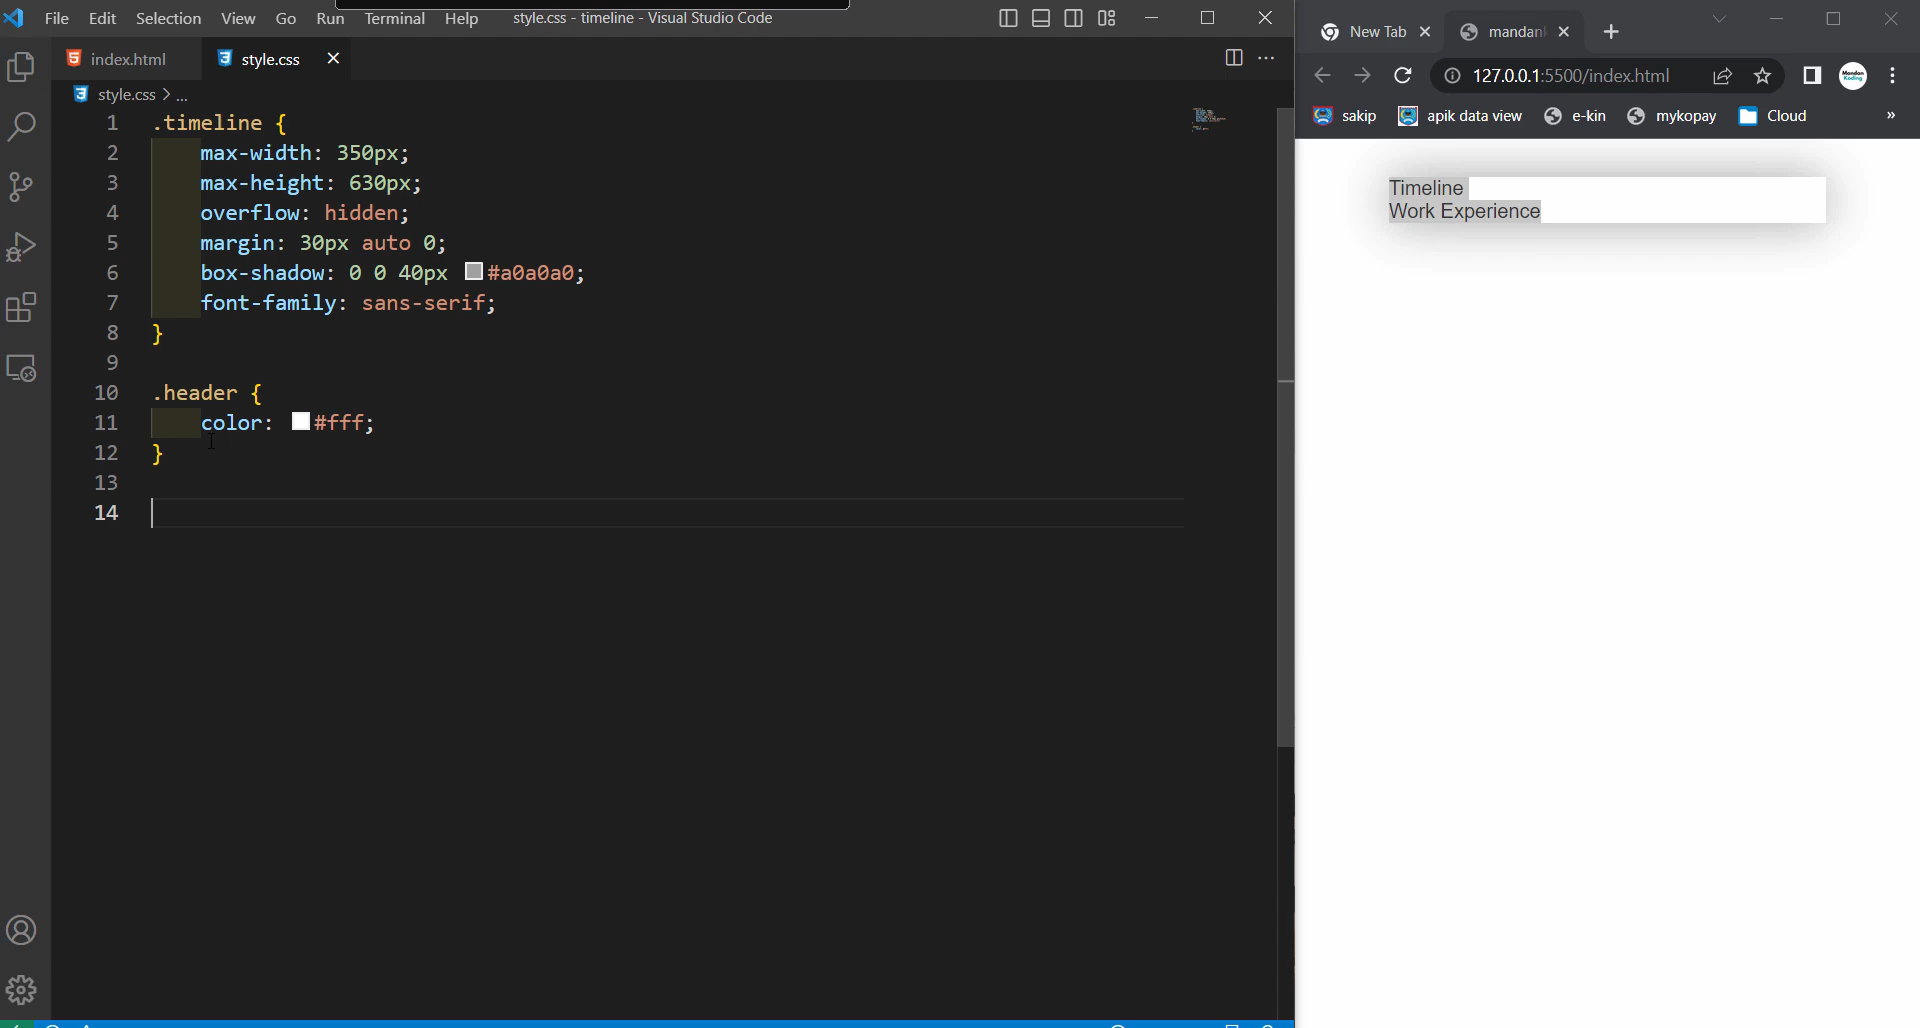 File Edit Selection View Go Run Terminal Help style.css - timeline - Visual Studio Code
index.html style.css
style.css > ...
1 .timeline {
2 max-width: 350px;
3 max-height: 630px;
4 overflow: hidden;
5 margin: 30px auto 0;
6 box-shadow: 0 0 40px #a0a0a0;
7 font-family: sans-serif;
8 }
9
10 .header {
11 color: #fff;
12 }
13
14
New Tab mandank
127.0.0.1:5500/index.html
Mandan
Koding
sakip apik data view e-kin mykopay Cloud »
Timeline
Work Experience